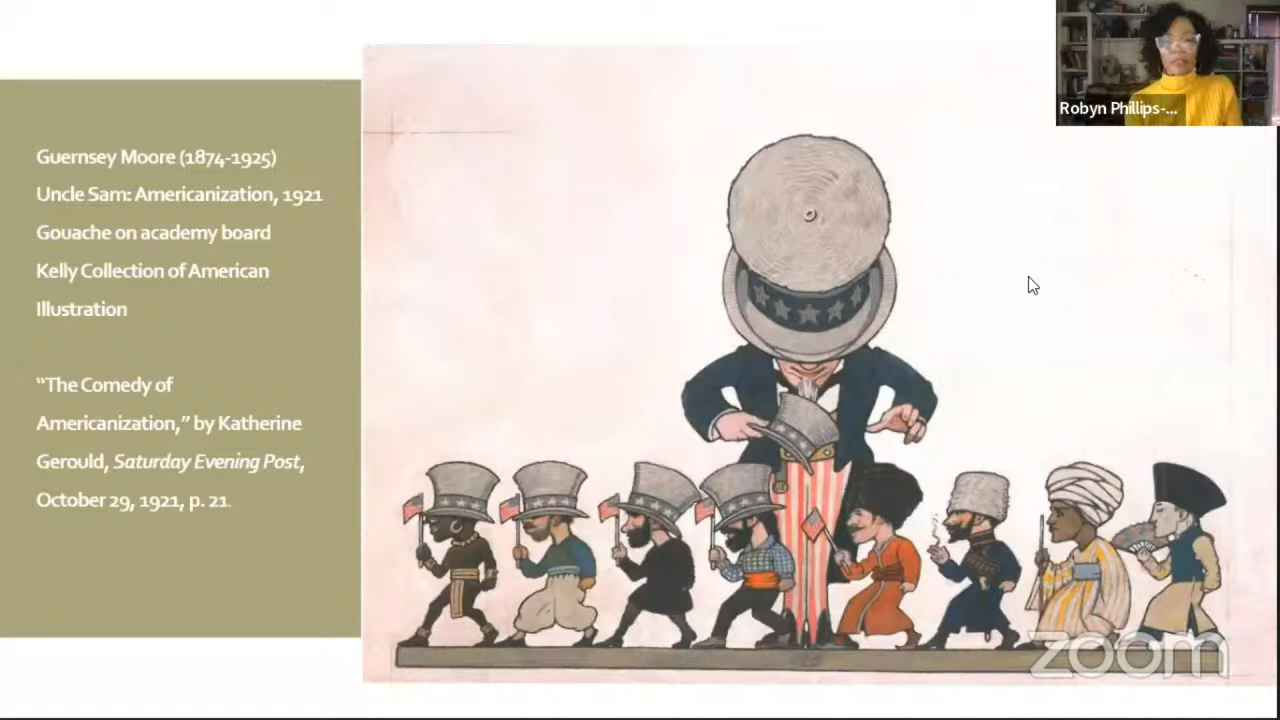 Robyn Phillips-...
Guernsey Moore (1874-1925)
Uncle Sam: Americanization, 1921
Gouache on academy board
Kelly Collection of American
Illustration
“The Comedy of
Americanization,” by Katherine
Gerould, Saturday Evening Post,
October 29, 1921, p. 21.
zoom